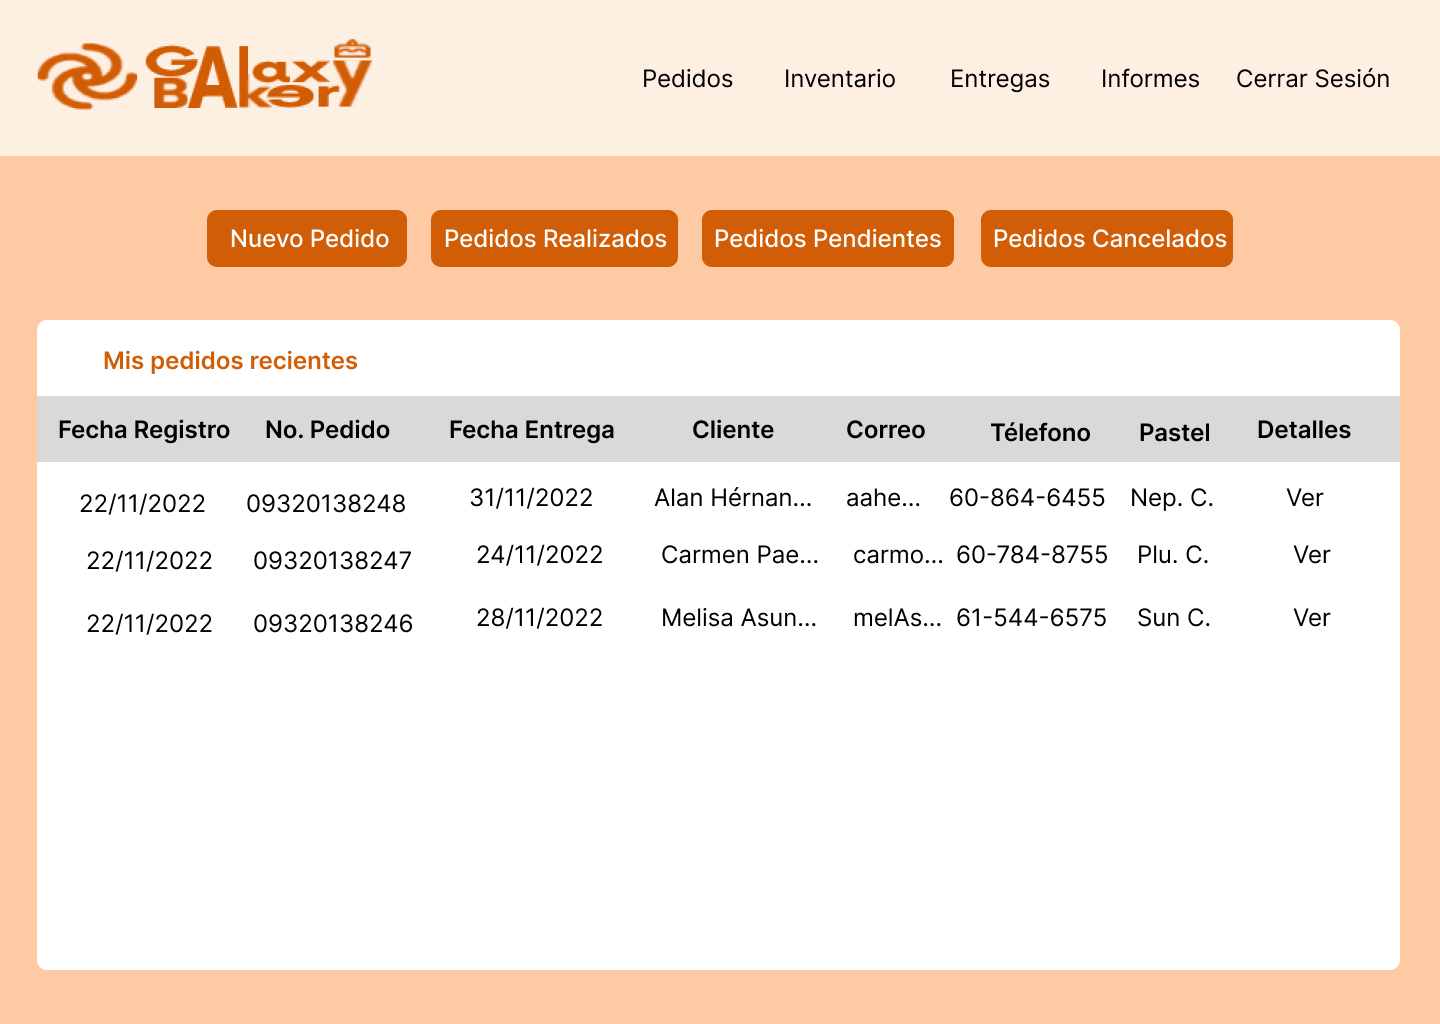 GAlaxy
BAkery
Pedidos Inventario Entregas Informes Cerrar Sesión
Nuevo Pedido Pedidos Realizados Pedidos Pendientes Pedidos Cancelados
Mis pedidos recientes
Fecha Registro No. Pedido Fecha Entrega Cliente Correo Télefono Pastel Detalles
22/11/2022 09320138248 31/11/2022 Alan Hérnan... aahe... 60-864-6455 Nep. C. Ver
22/11/2022 09320138247 24/11/2022 Carmen Pae... carmo... 60-784-8755 Plu. C. Ver
22/11/2022 09320138246 28/11/2022 Melisa Asun... melAs... 61-544-6575 Sun C. Ver